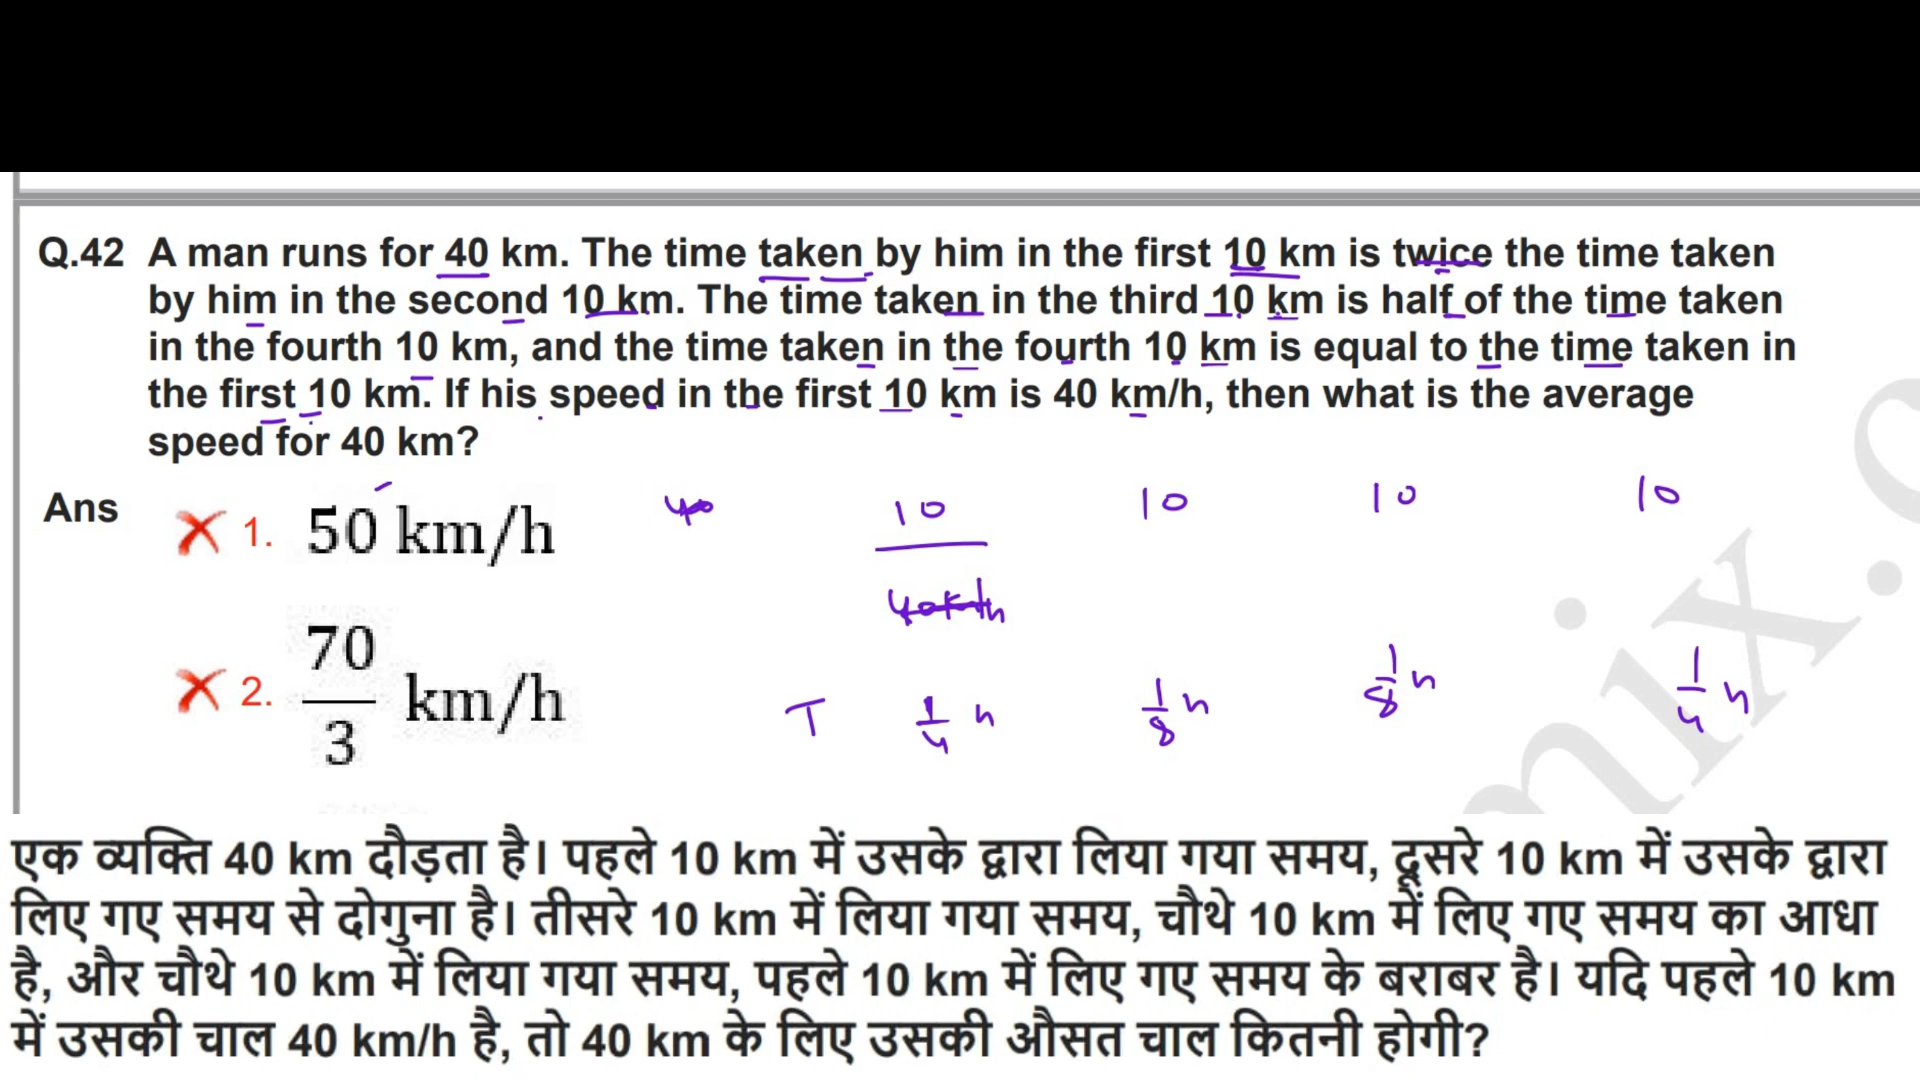 Q.42 A man runs for 40 km. The time taken by him in the first 10 km is twice the time taken
by him in the second 10 km. The time taken in the third 10 km is half of the time taken
in the fourth 10 km, and the time taken in the fourth 10 km is equal to the time taken in
the first 10 km. If his speed in the first 10 km is 40 km/h, then what is the average
speed for 40 km?
Ans 1. 50 km/h
40 10 10 10 10
2. 70/3 km/h
T 1/4 h 1/8 h 1/8 h 1/4 h
एक व्यक्ति 40 km दौड़ता है। पहले 10 km में उसके द्वारा लिया गया समय, दूसरे 10 km में उसके द्वारा
लिए गए समय से दोगुना है। तीसरे 10 km में लिया गया समय, चौथे 10 km में लिए गए समय का आधा
है, और चौथे 10 km में लिया गया समय, पहले 10 km में लिए गए समय के बराबर है। यदि पहले 10 km
में उसकी चाल 40 km/h है, तो 40 km के लिए उसकी औसत चाल कितनी होगी?